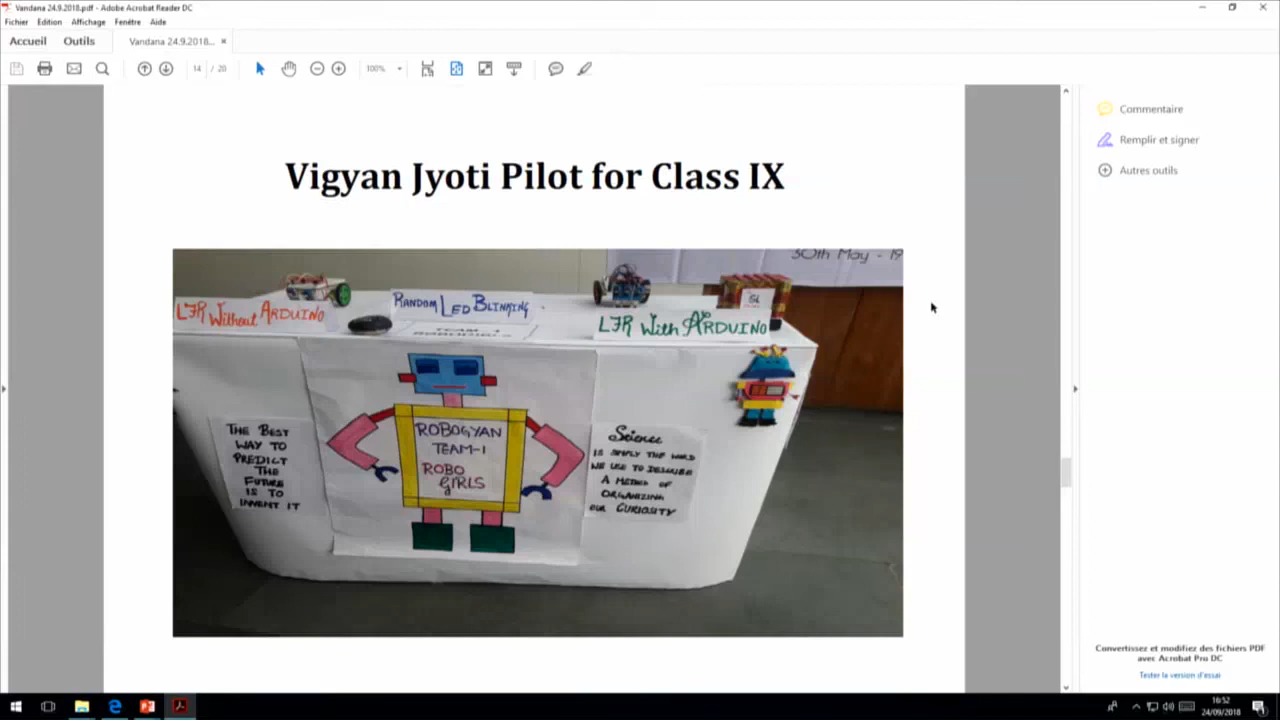 Vandana 24.9.2018.pdf - Adobe Acrobat Reader DC
Fichier Edition Affichage Fenêtre Aide
Accueil Outils Vandana 24.9.2018... ×
14 / 20 100%
Commentaire
Remplir et signer
Autres outils
Vigyan Jyoti Pilot for Class IX
30th May - 19
LFR Without ARDUINO
RANDOM LED BLINKING
LFR With ARDUINO
TEAM-1
THE BEST
WAY TO
PREDICT
THE
FUTURE
IS TO
INVENT IT
ROBOGYAN
TEAM-1
ROBO
GIRLS
Science
IS SIMPLY THE WORD
WE USE TO DESCRIBE
A METHOD OF
ORGANIZING
our CURIOSITY
Convertissez et modifiez des fichiers PDF
avec Acrobat Pro DC
Tester la version d'essai
16:52
24/09/2018